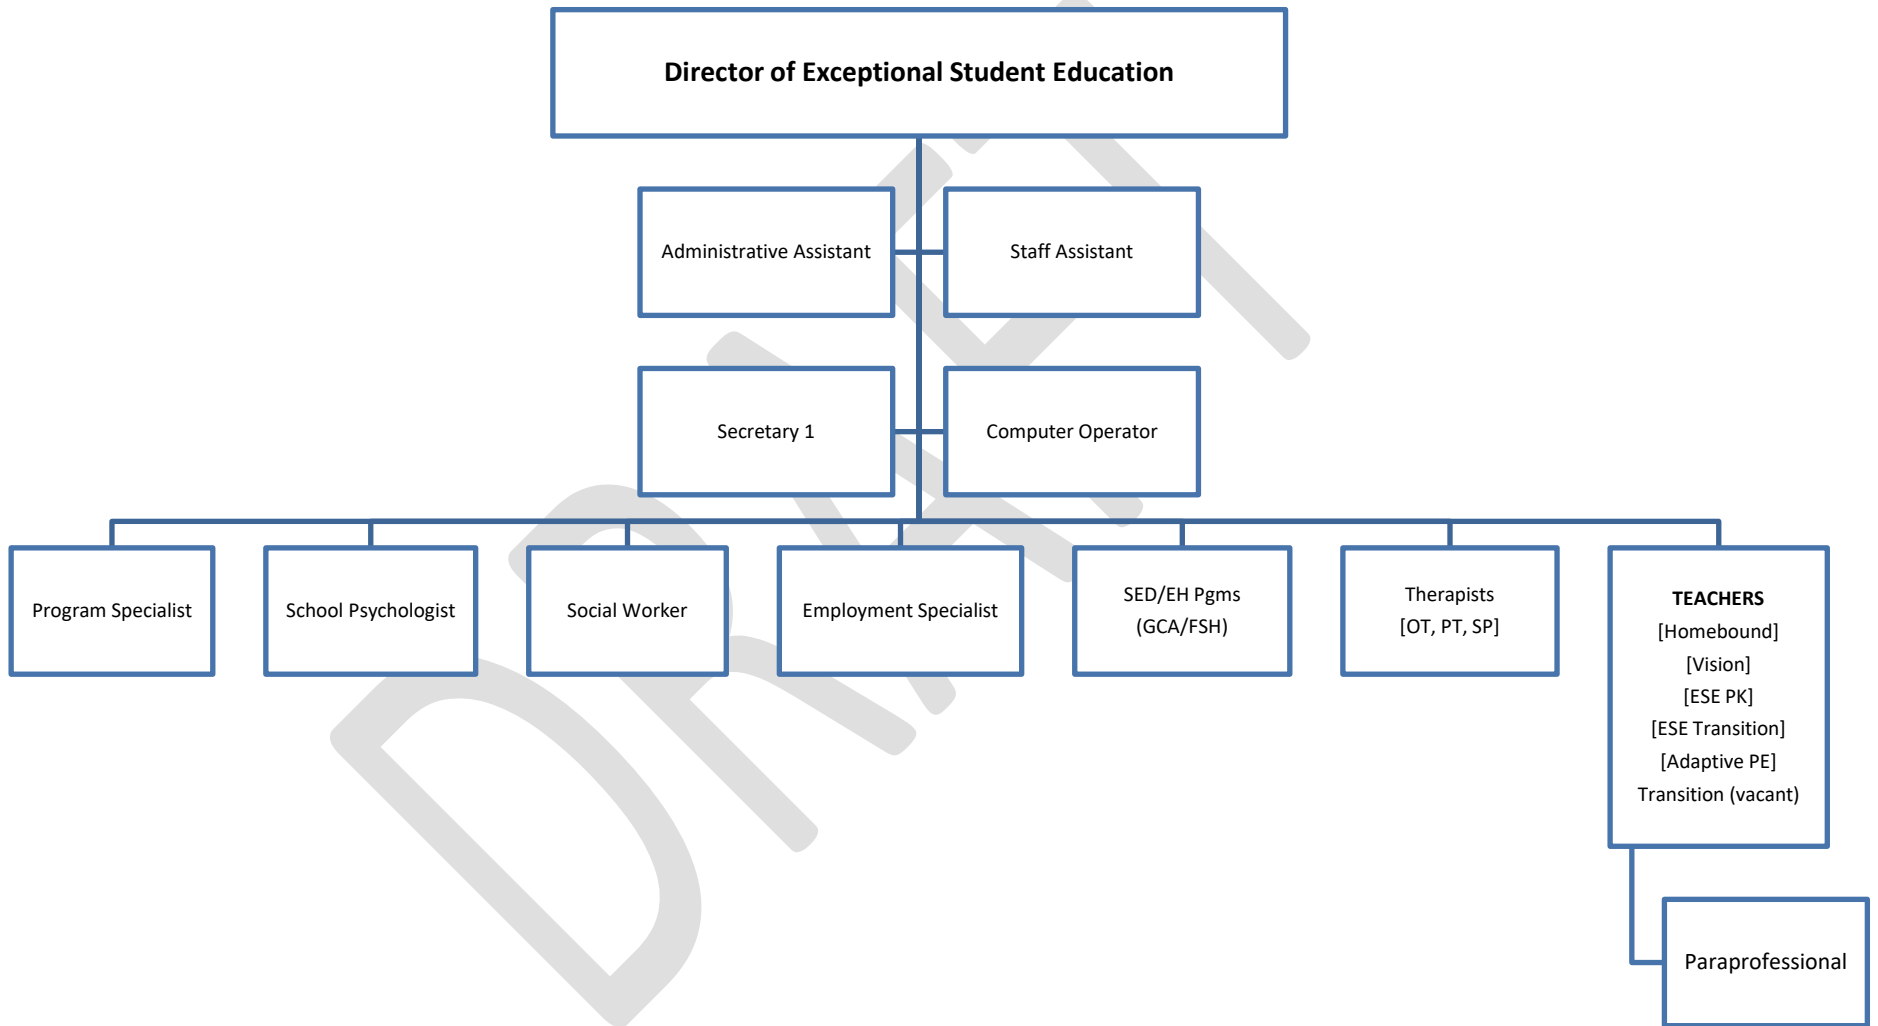 Director of Exceptional Student Education
Administrative Assistant
Staff Assistant
Secretary 1
Computer Operator
Program Specialist
School Psychologist
Social Worker
Employment Specialist
SED/EH Pgms
(GCA/FSH)
Therapists
[OT, PT, SP]
TEACHERS
[Homebound]
[Vision]
[ESE PK]
[ESE Transition]
[Adaptive PE]
Transition (vacant)
Paraprofessional
DRAFT